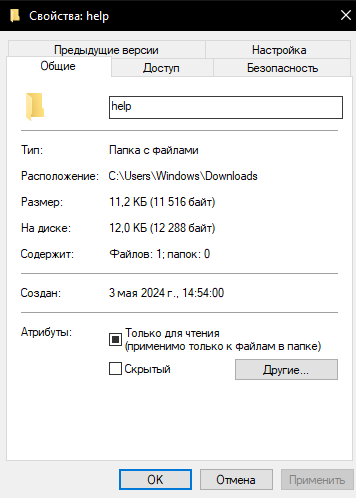 Свойства: help
Предыдущие версии Настройка
Общие Доступ Безопасность
help
Тип: Папка с файлами
Расположение: C:\Users\Windows\Downloads
Размер: 11,2 КБ (11 516 байт)
На диске: 12,0 КБ (12 288 байт)
Содержит: Файлов: 1; папок: 0
Создан: 3 мая 2024 г., 14:54:00
Атрибуты: Только для чтения
(применимо только к файлам в папке)
Скрытый Другие...
OK Отмена Применить